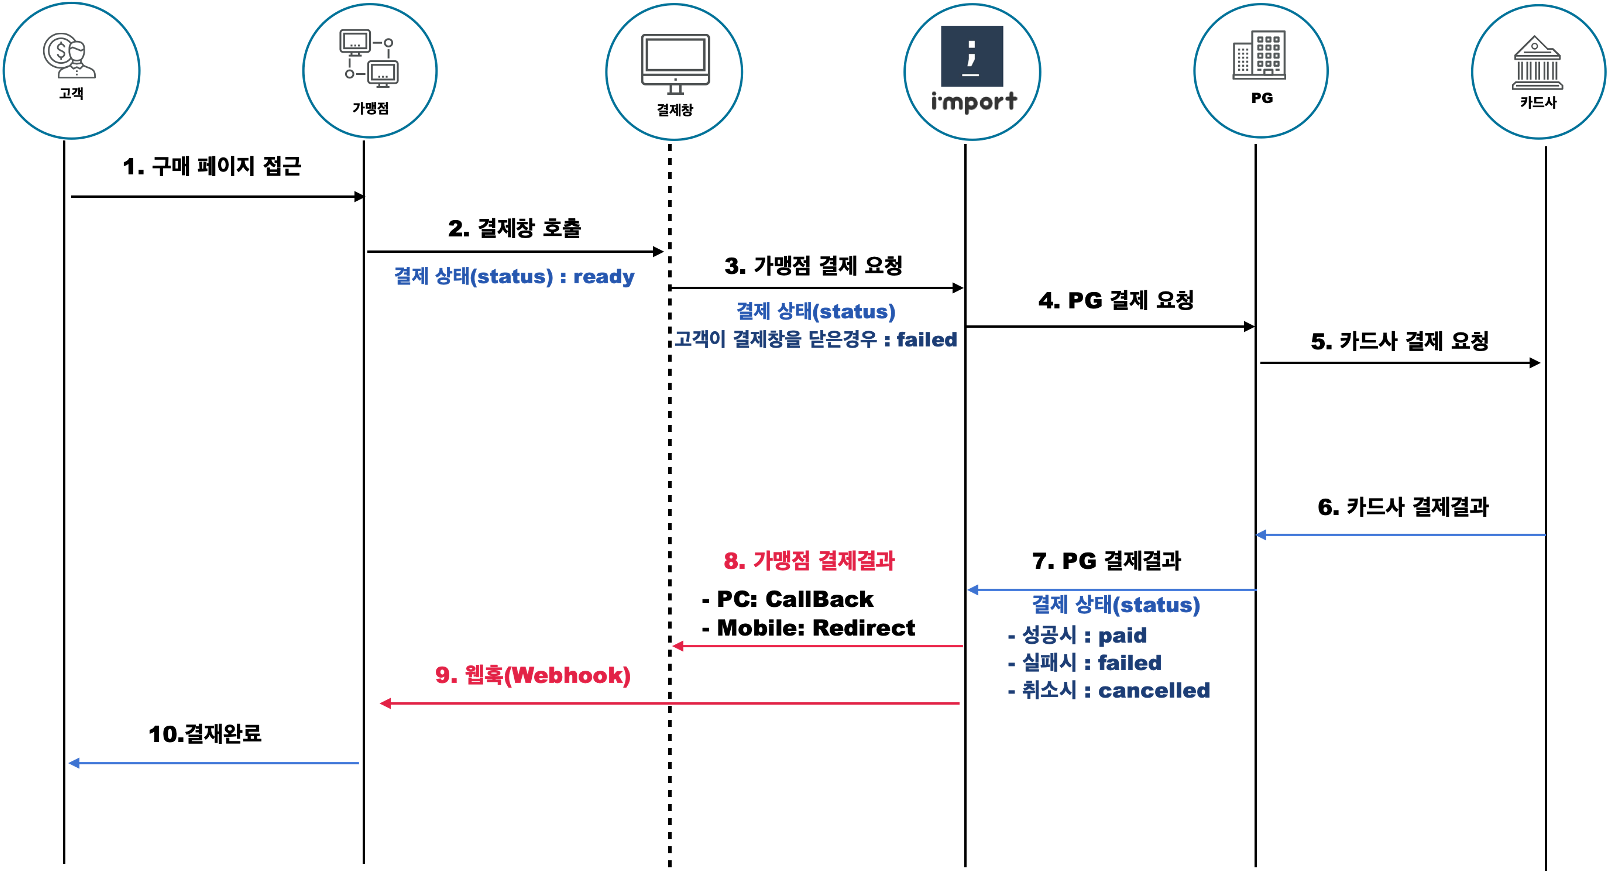 고객
가맹점
결제창
;
i'mport
PG
카드사
1. 구매 페이지 접근
2. 결제창 호출
결제 상태(status) : ready
3. 가맹점 결제 요청
결제 상태(status)
고객이 결제창을 닫은경우 : failed
4. PG 결제 요청
5. 카드사 결제 요청
6. 카드사 결제결과
7. PG 결제결과
결제 상태(status)
- 성공시 : paid
- 실패시 : failed
- 취소시 : cancelled
8. 가맹점 결제결과
- PC: CallBack
- Mobile: Redirect
9. 웹훅(Webhook)
10.결재완료